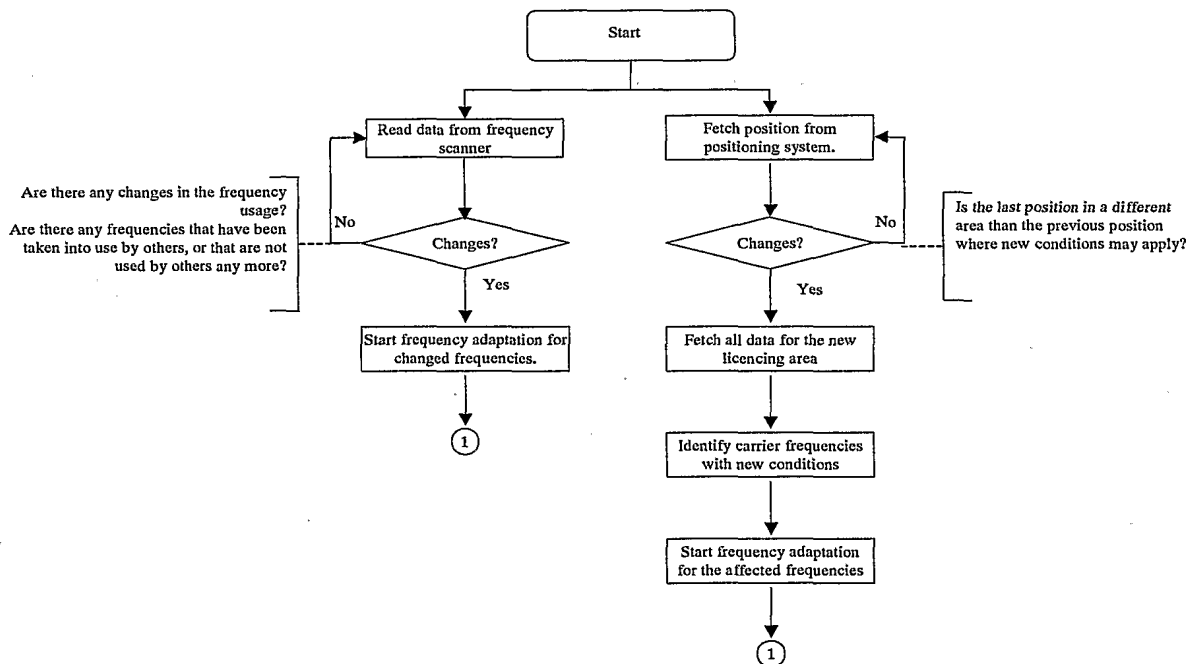 Start
Read data from frequency
scanner
Are there any changes in the frequency
usage?
Are there any frequencies that have been
taken into use by others, or that are not
used by others any more?
No
Changes?
Yes
Start frequency adaptation for
changed frequencies.
1
Fetch position from
positioning system.
Changes?
No
Is the last position in a different
area than the previous position
where new conditions may apply?
Yes
Fetch all data for the new
licencing area
Identify carrier frequencies
with new conditions
Start frequency adaptation
for the affected frequencies
1